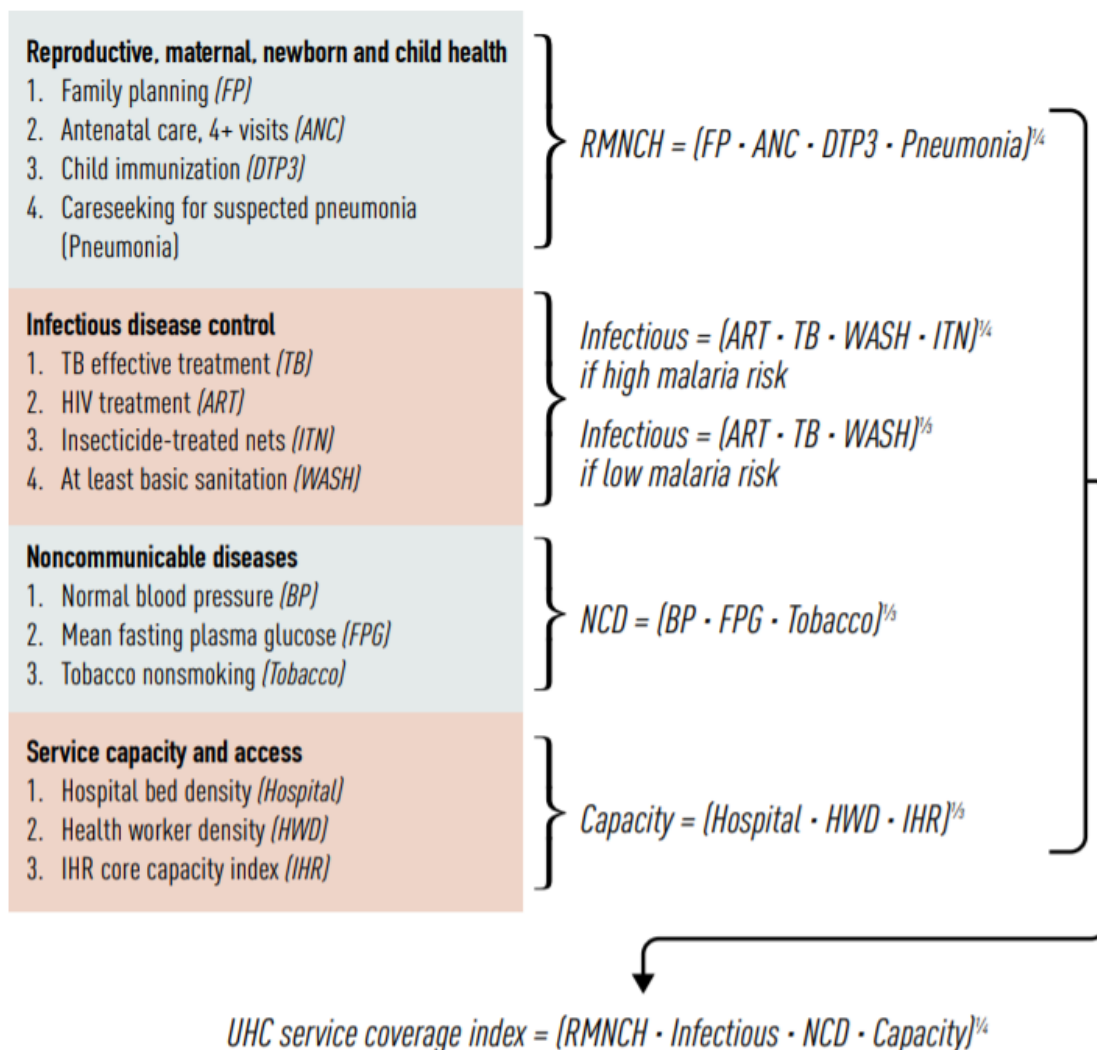 Reproductive, maternal, newborn and child health
1. Family planning (FP)
2. Antenatal care, 4+ visits (ANC)
3. Child immunization (DTP3)
4. Careseeking for suspected pneumonia
(Pneumonia)
RMNCH = (FP · ANC · DTP3 · Pneumonia)¼
Infectious disease control
1. TB effective treatment (TB)
2. HIV treatment (ART)
3. Insecticide-treated nets (ITN)
4. At least basic sanitation (WASH)
Infectious = (ART · TB · WASH · ITN)¼
if high malaria risk
Infectious = (ART · TB · WASH)⅓
if low malaria risk
Noncommunicable diseases
1. Normal blood pressure (BP)
2. Mean fasting plasma glucose (FPG)
3. Tobacco nonsmoking (Tobacco)
NCD = (BP · FPG · Tobacco)⅓
Service capacity and access
1. Hospital bed density (Hospital)
2. Health worker density (HWD)
3. IHR core capacity index (IHR)
Capacity = (Hospital · HWD · IHR)⅓
UHC service coverage index = (RMNCH · Infectious · NCD · Capacity)¼